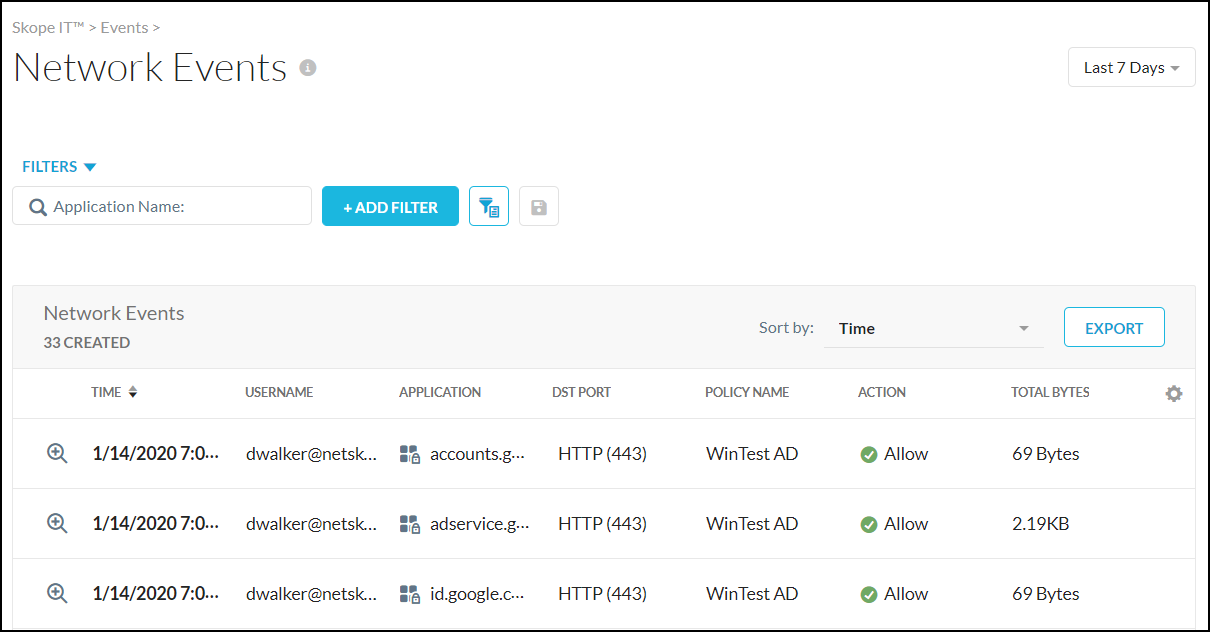 Skope IT™ > Events >
Network Events
Last 7 Days
FILTERS
Application Name:
+ ADD FILTER
Network Events
33 CREATED
Sort by: Time
EXPORT
TIME USERNAME APPLICATION DST PORT POLICY NAME ACTION TOTAL BYTES
1/14/2020 7:0... dwalker@netsk... accounts.g... HTTP (443) WinTest AD Allow 69 Bytes
1/14/2020 7:0... dwalker@netsk... adservice.g... HTTP (443) WinTest AD Allow 2.19KB
1/14/2020 7:0... dwalker@netsk... id.google.c... HTTP (443) WinTest AD Allow 69 Bytes